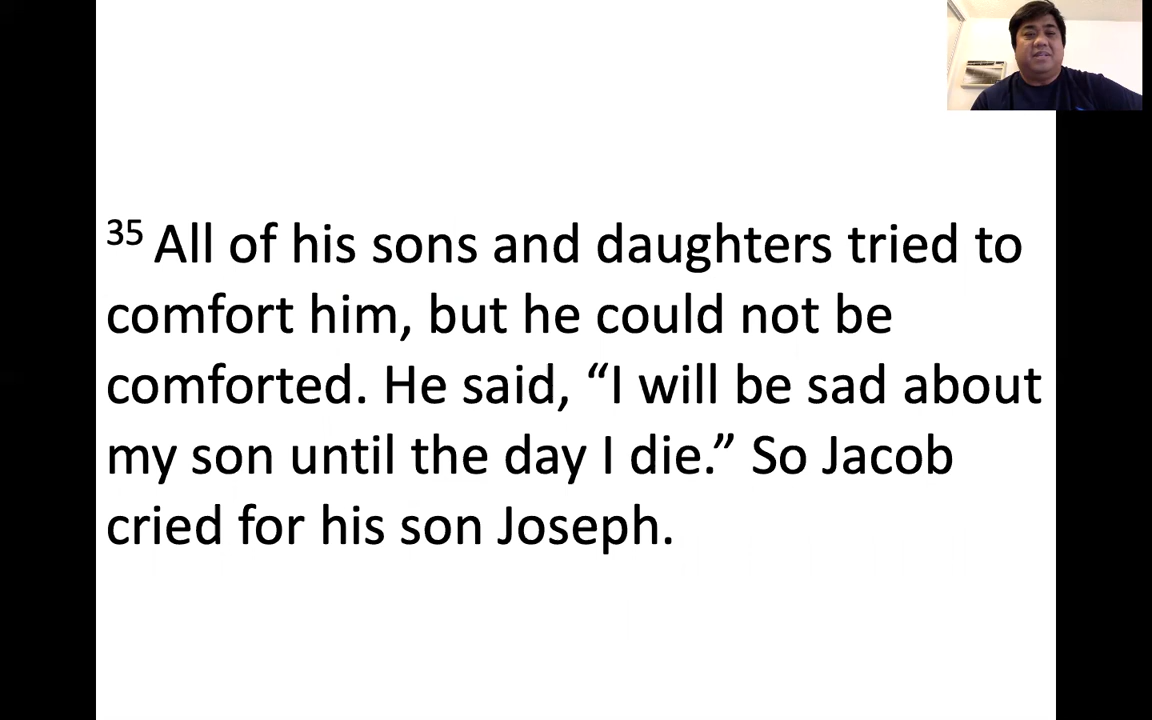 35 All of his sons and daughters tried to
comfort him, but he could not be
comforted. He said, “I will be sad about
my son until the day I die.” So Jacob
cried for his son Joseph.